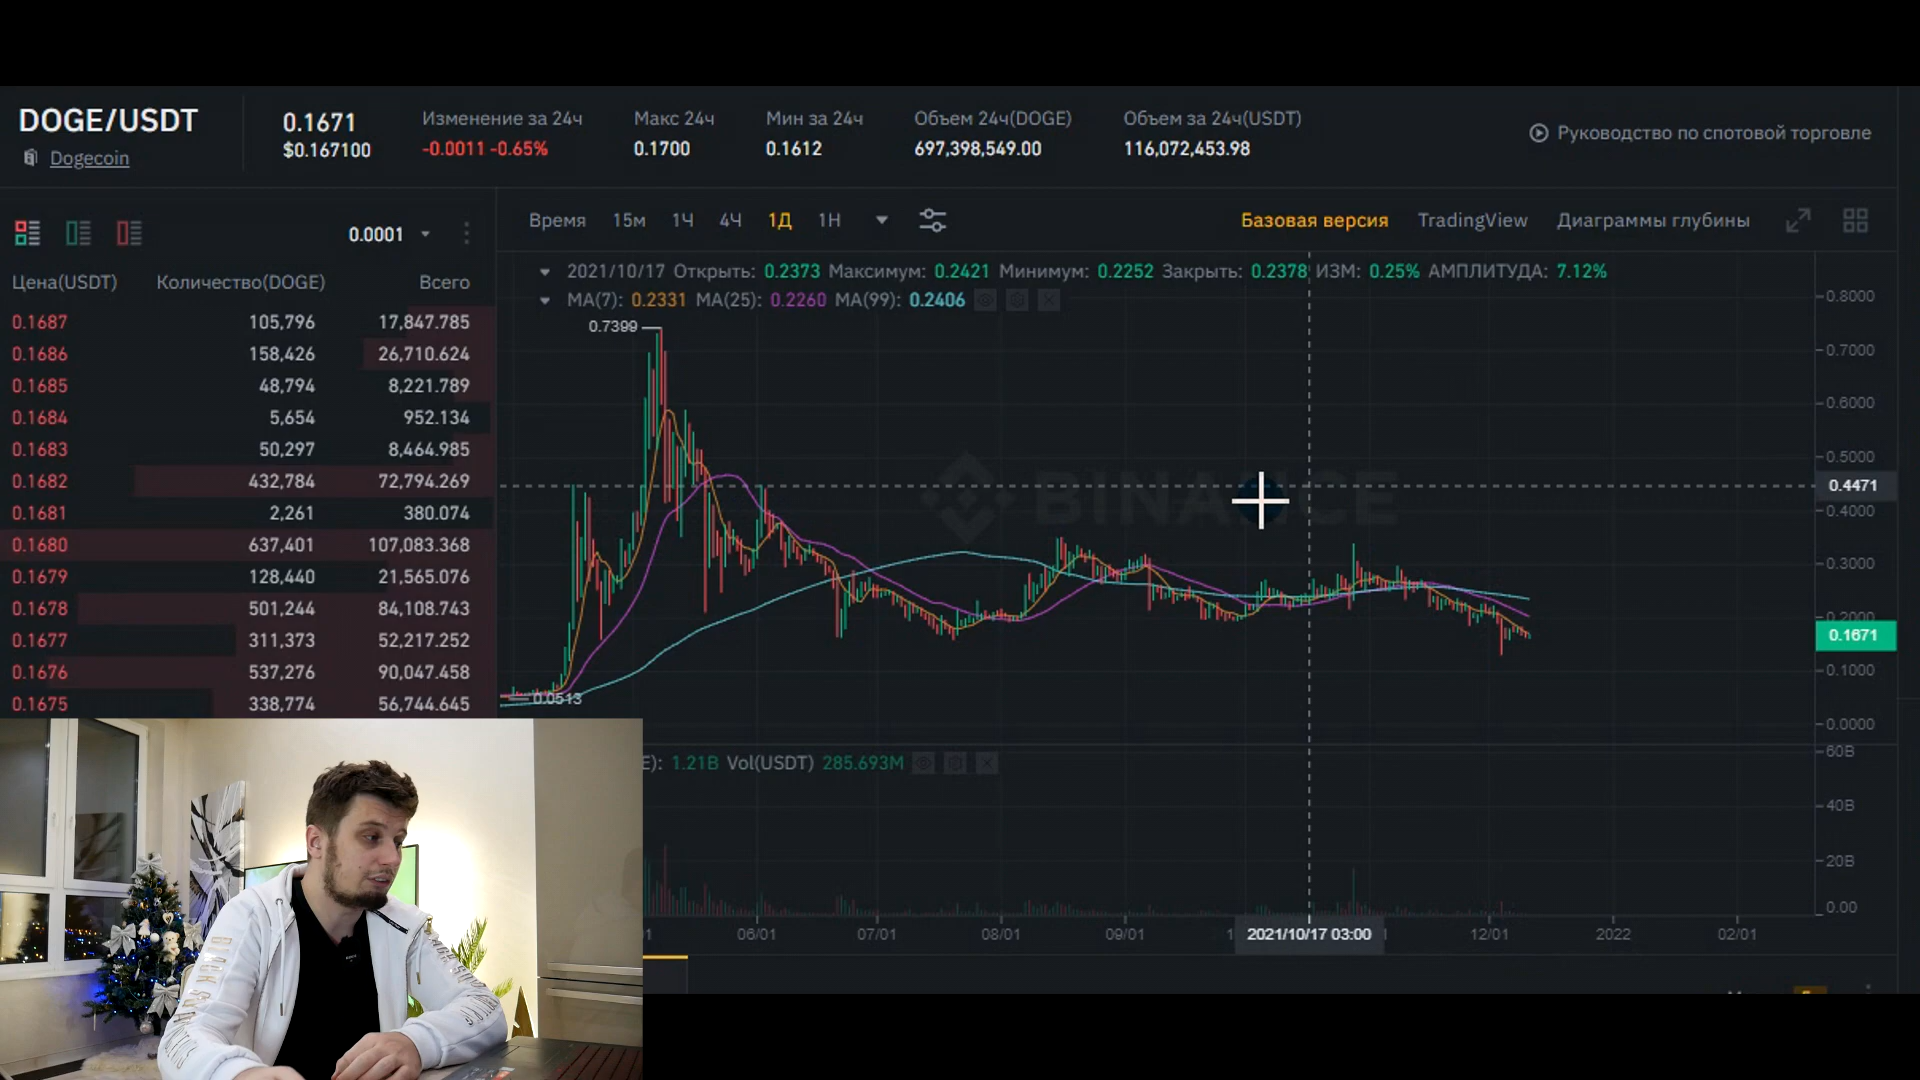 DOGE/USDT
Dogecoin
0.1671
$0.167100
Изменение за 24ч
-0.0011 -0.65%
Макс 24ч
0.1700
Мин за 24ч
0.1612
Объем 24ч(DOGE)
697,398,549.00
Объем за 24ч(USDT)
116,072,453.98
Руководство по спотовой торговле
0.0001
Цена(USDT) Количество(DOGE) Всего
0.1687 105,796 17,847.785
0.1686 158,426 26,710.624
0.1685 48,794 8,221.789
0.1684 5,654 952.134
0.1683 50,297 8,464.985
0.1682 432,784 72,794.269
0.1681 2,261 380.074
0.1680 637,401 107,083.368
0.1679 128,440 21,565.076
0.1678 501,244 84,108.743
0.1677 311,373 52,217.252
0.1676 537,276 90,047.458
0.1675 338,774 56,744.645
Время 15м 1Ч 4Ч 1Д 1Н
Базовая версия TradingView Диаграммы глубины
2021/10/17 Открыть: 0.2373 Максимум: 0.2421 Минимум: 0.2252 Закрыть: 0.2378 ИЗМ: 0.25% АМПЛИТУДА: 7.12%
MA(7): 0.2331 MA(25): 0.2260 MA(99): 0.2406
0.7399
BINANCE
0.0513
0.8000
0.7000
0.6000
0.5000
0.4471
0.4000
0.3000
0.2000
0.1671
0.1000
0.0000
E): 1.21B Vol(USDT) 285.693M
60B
40B
20B
0.00
06/01 07/01 08/01 09/01 2021/10/17 03:00 12/01 2022 02/01